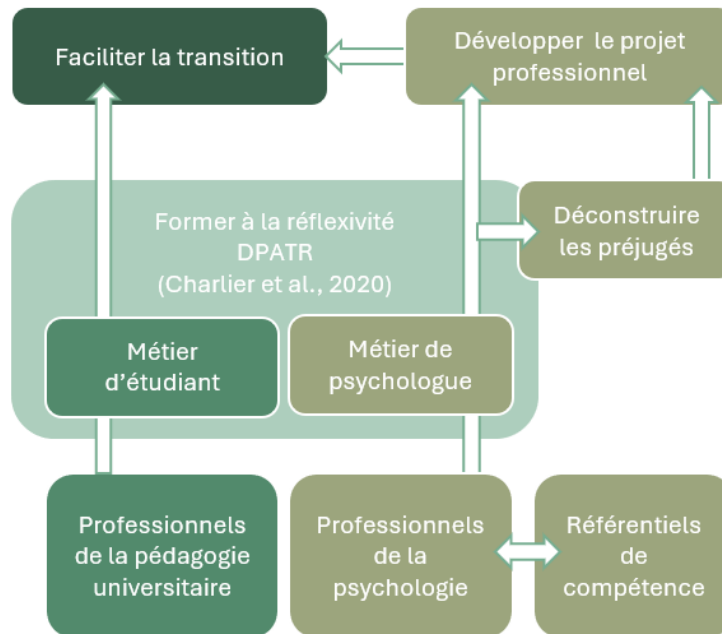 Faciliter la transition
Développer le projet
professionnel
Former à la réflexivité
DPATR
(Charlier et al., 2020)
Déconstruire
les préjugés
Métier
d’étudiant
Métier de
psychologue
Professionnels
de la pédagogie
universitaire
Professionnels
de la
psychologie
Référentiels
de
compétence